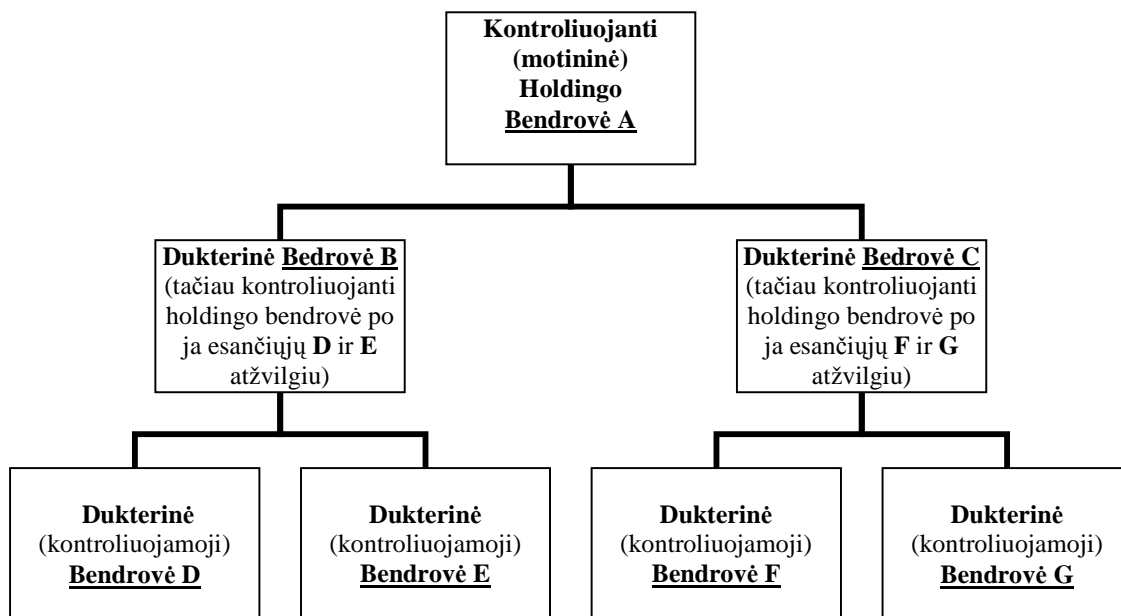 Kontroliuojanti
(motininė)
Holdingo
Bendrovė A
Dukterinė Bedrovė B
(tačiau kontroliuojanti
holdingo bendrovė po
ja esančiųjų D ir E
atžvilgiu)
Dukterinė Bedrovė C
(tačiau kontroliuojanti
holdingo bendrovė po
ja esančiųjų F ir G
atžvilgiu)
Dukterinė
(kontroliuojamoji)
Bendrovė D
Dukterinė
(kontroliuojamoji)
Bendrovė E
Dukterinė
(kontroliuojamoji)
Bendrovė F
Dukterinė
(kontroliuojamoji)
Bendrovė G